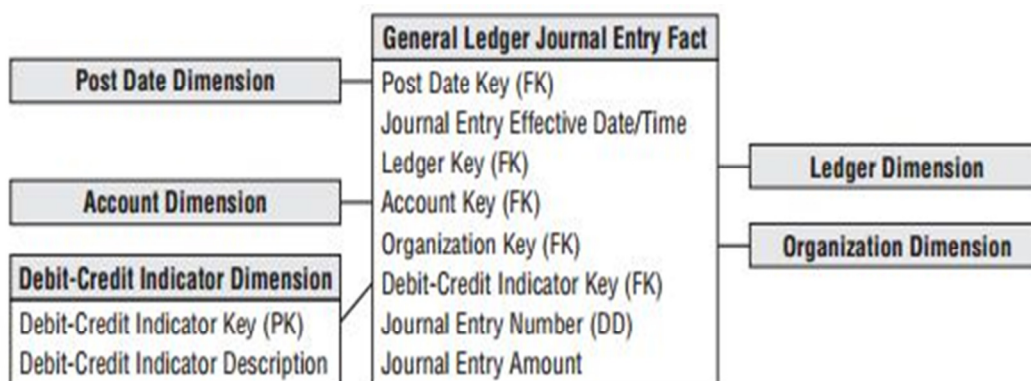 General Ledger Journal Entry Fact
Post Date Dimension
Post Date Key (FK)
Journal Entry Effective Date/Time
Ledger Key (FK)
Ledger Dimension
Account Dimension
Account Key (FK)
Organization Key (FK)
Organization Dimension
Debit-Credit Indicator Dimension
Debit-Credit Indicator Key (FK)
Debit-Credit Indicator Key (PK)
Journal Entry Number (DD)
Debit-Credit Indicator Description
Journal Entry Amount